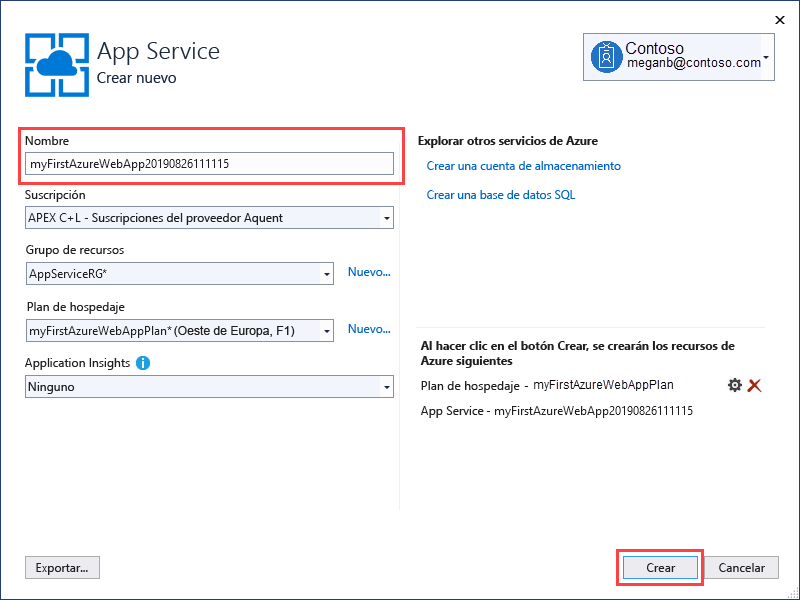 App Service
Crear nuevo
Contoso
meganb@contoso.com
Nombre
myFirstAzureWebApp20190826111115
Suscripción
APEX C+L - Suscripciones del proveedor Aquent
Grupo de recursos
AppServiceRG*
Nuevo...
Plan de hospedaje
myFirstAzureWebAppPlan* (Oeste de Europa, F1)
Nuevo...
Application Insights
Ninguno
Explorar otros servicios de Azure
Crear una cuenta de almacenamiento
Crear una base de datos SQL
Al hacer clic en el botón Crear, se crearán los recursos de
Azure siguientes
Plan de hospedaje - myFirstAzureWebAppPlan
App Service - myFirstAzureWebApp20190826111115
Exportar...
Crear
Cancelar